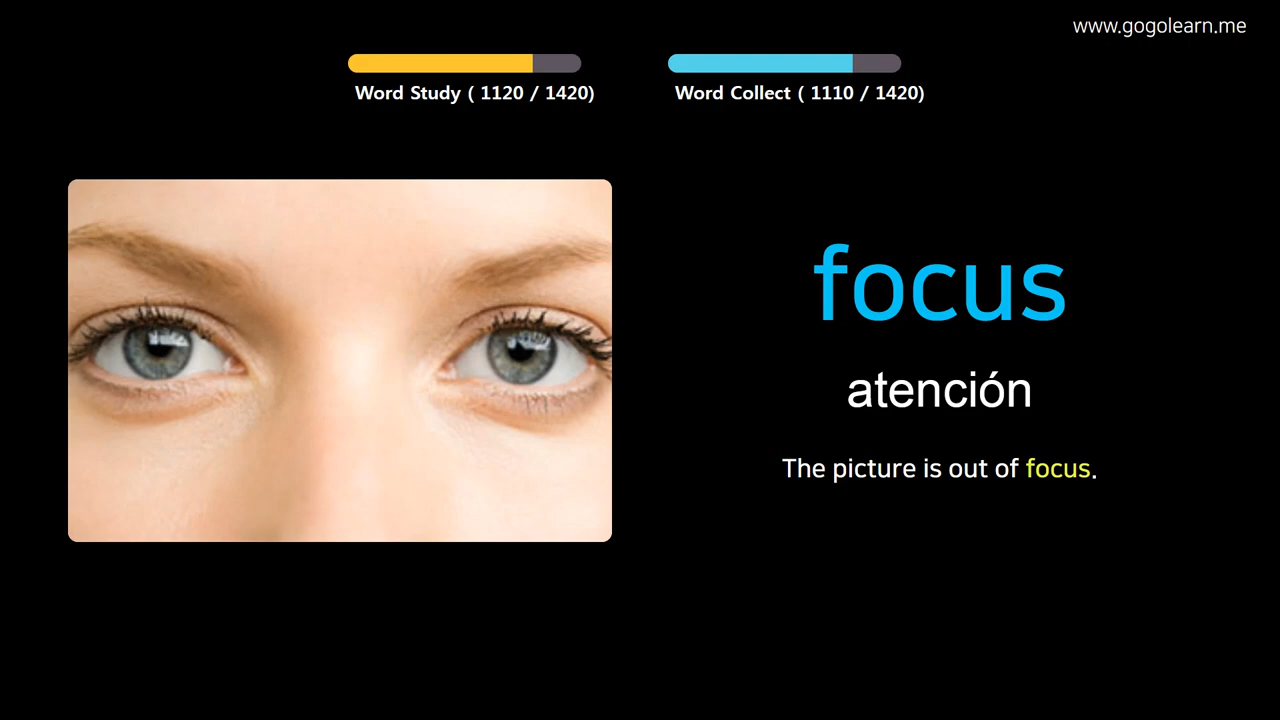 www.gogolearn.me
Word Study ( 1120 / 1420)
Word Collect ( 1110 / 1420)
focus
atención
The picture is out of focus.